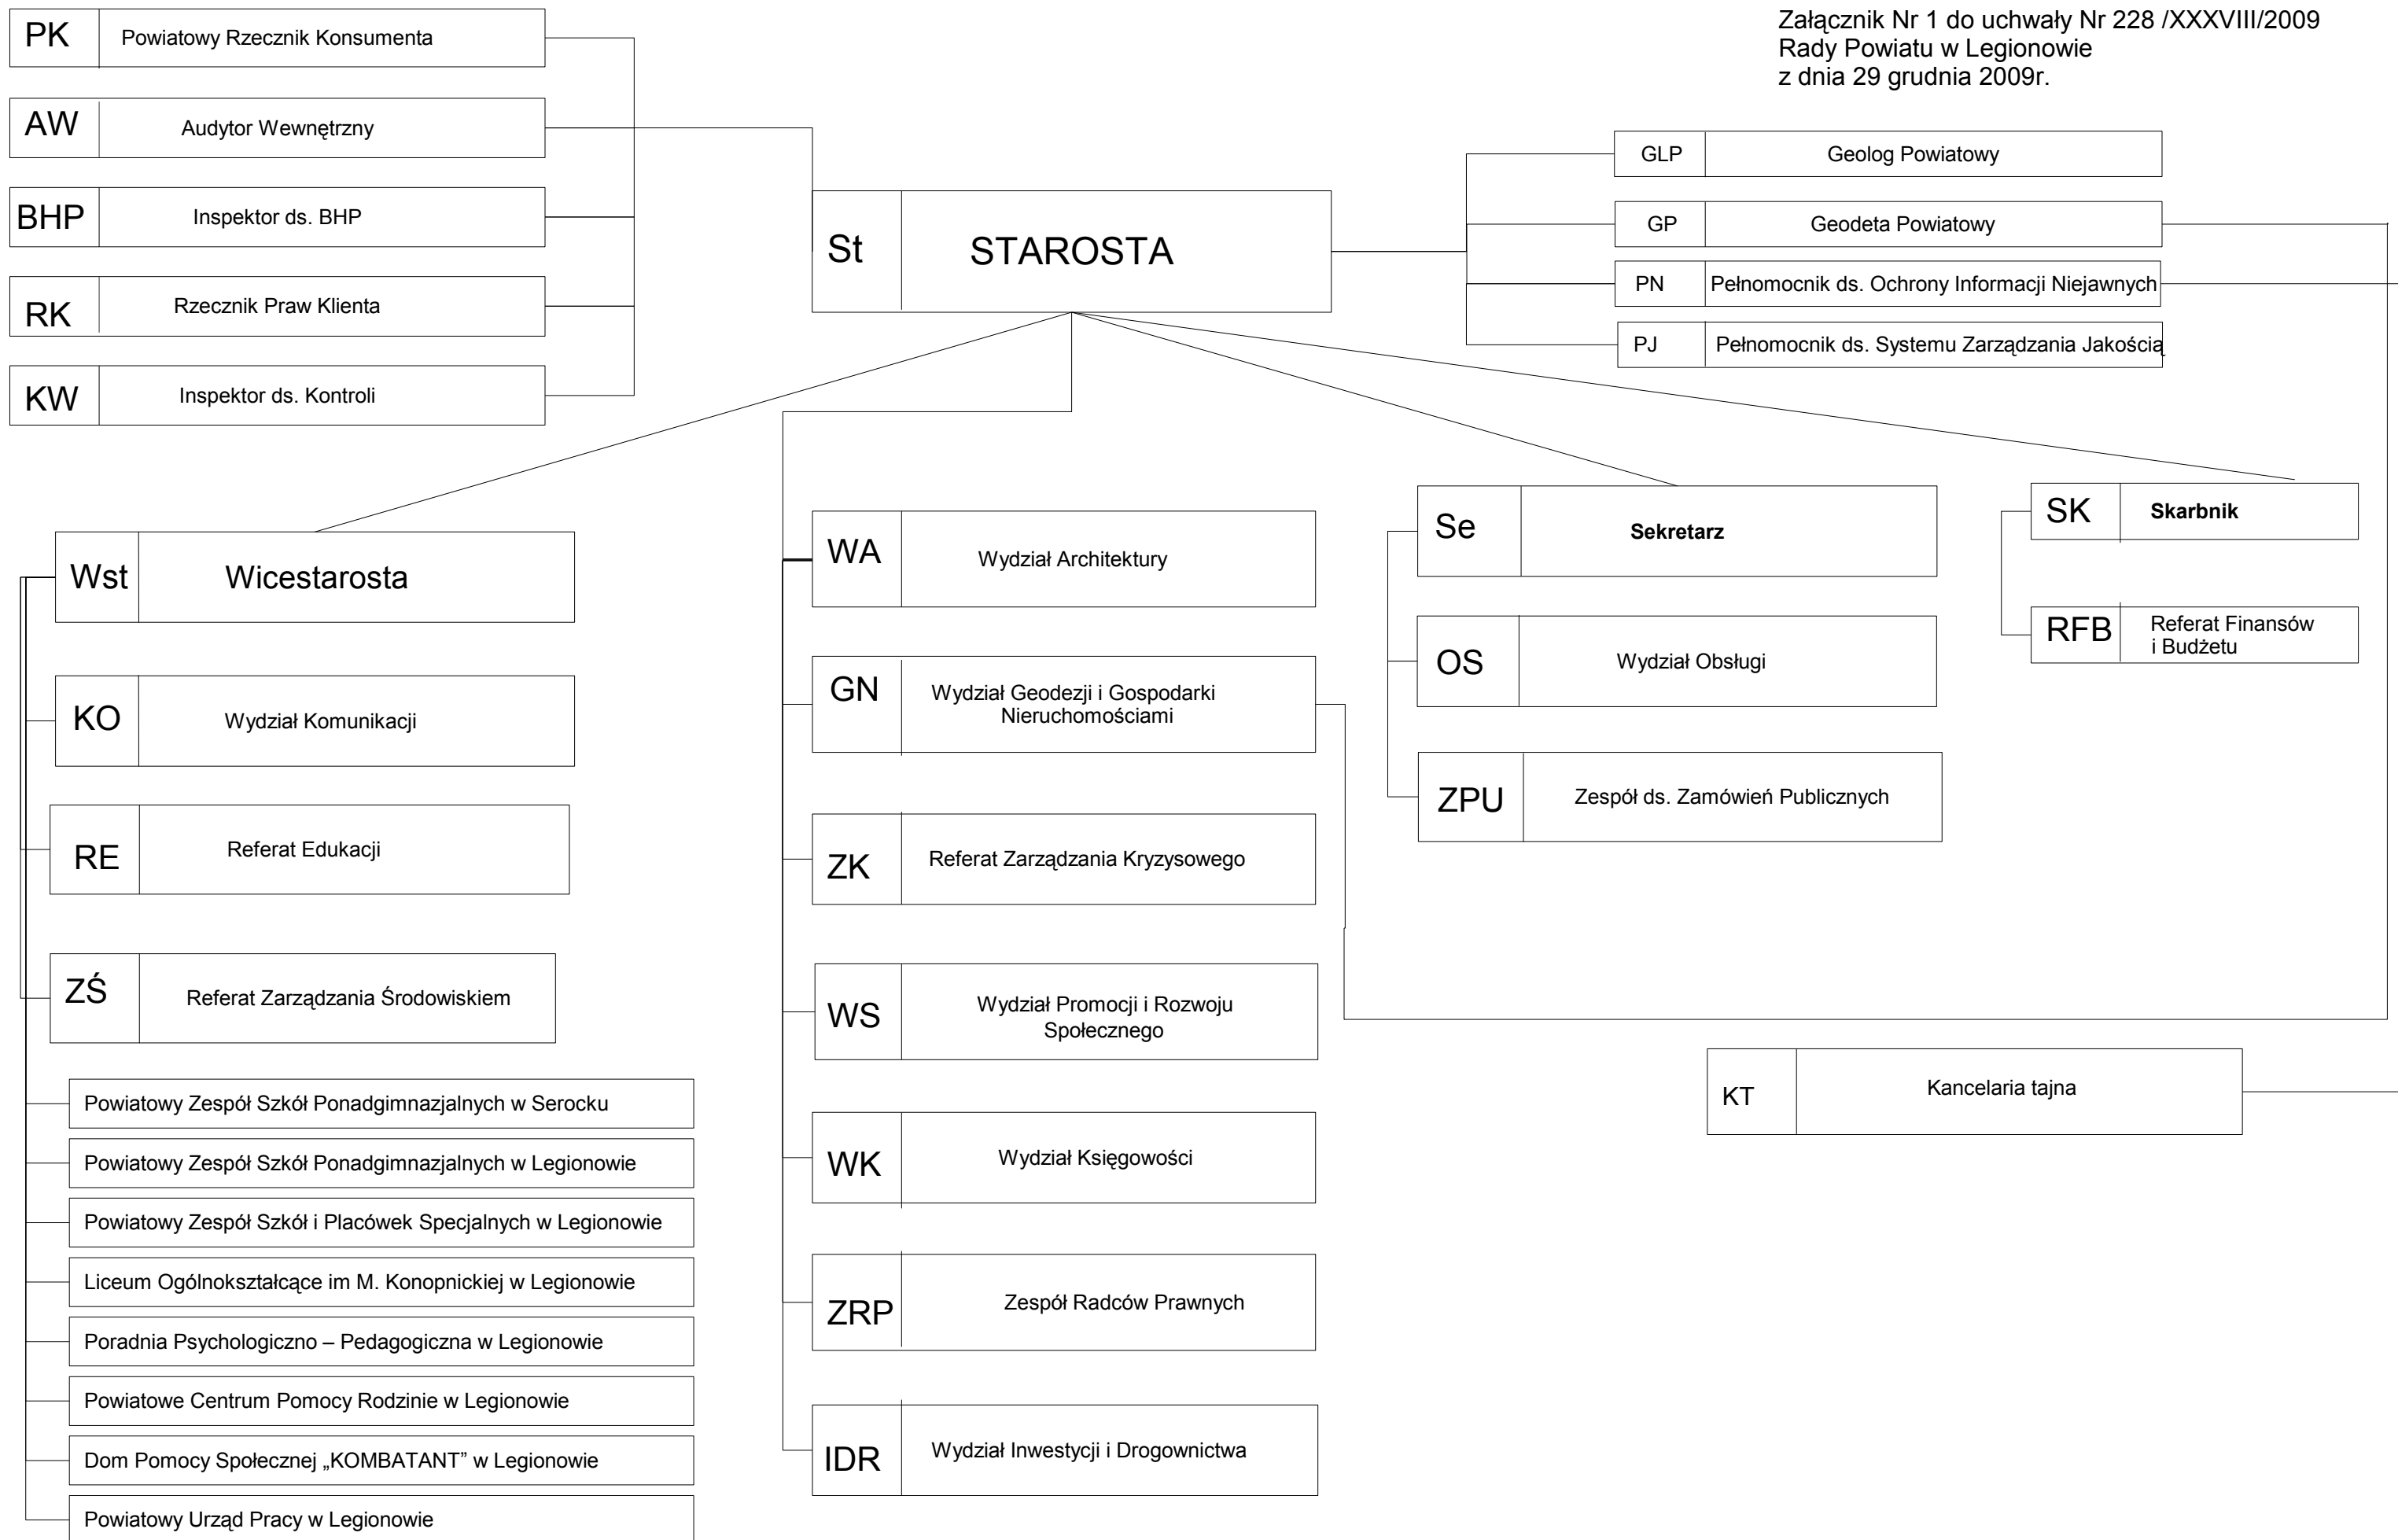 Załącznik Nr 1 do uchwały Nr 228 /XXXVIII/2009
Rady Powiatu w Legionowie
z dnia 29 grudnia 2009r.
PK Powiatowy Rzecznik Konsumenta
AW Audytor Wewnętrzny
BHP Inspektor ds. BHP
RK Rzecznik Praw Klienta
KW Inspektor ds. Kontroli
St STAROSTA
GLP Geolog Powiatowy
GP Geodeta Powiatowy
PN Pełnomocnik ds. Ochrony Informacji Niejawnych
PJ Pełnomocnik ds. Systemu Zarządzania Jakością
Wst Wicestarosta
KO Wydział Komunikacji
RE Referat Edukacji
ZŚ Referat Zarządzania Środowiskiem
Powiatowy Zespół Szkół Ponadgimnazjalnych w Serocku
Powiatowy Zespół Szkół Ponadgimnazjalnych w Legionowie
Powiatowy Zespół Szkół i Placówek Specjalnych w Legionowie
Liceum Ogólnokształcące im M. Konopnickiej w Legionowie
Poradnia Psychologiczno – Pedagogiczna w Legionowie
Powiatowe Centrum Pomocy Rodzinie w Legionowie
Dom Pomocy Społecznej „KOMBATANT” w Legionowie
Powiatowy Urząd Pracy w Legionowie
WA Wydział Architektury
GN Wydział Geodezji i Gospodarki
Nieruchomościami
ZK Referat Zarządzania Kryzysowego
WS Wydział Promocji i Rozwoju
Społecznego
WK Wydział Księgowości
ZRP Zespół Radców Prawnych
IDR Wydział Inwestycji i Drogownictwa
Se Sekretarz
OS Wydział Obsługi
ZPU Zespół ds. Zamówień Publicznych
SK Skarbnik
RFB Referat Finansów
i Budżetu
KT Kancelaria tajna